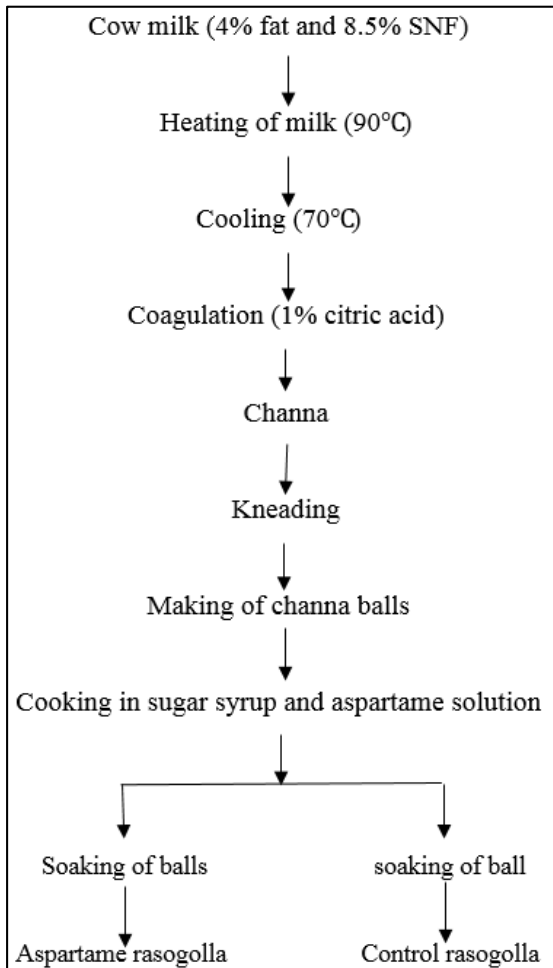 Cow milk (4% fat and 8.5% SNF)
Heating of milk (90℃)
Cooling (70℃)
Coagulation (1% citric acid)
Channa
Kneading
Making of channa balls
Cooking in sugar syrup and aspartame solution
Soaking of balls
soaking of ball
Aspartame rasogolla
Control rasogolla